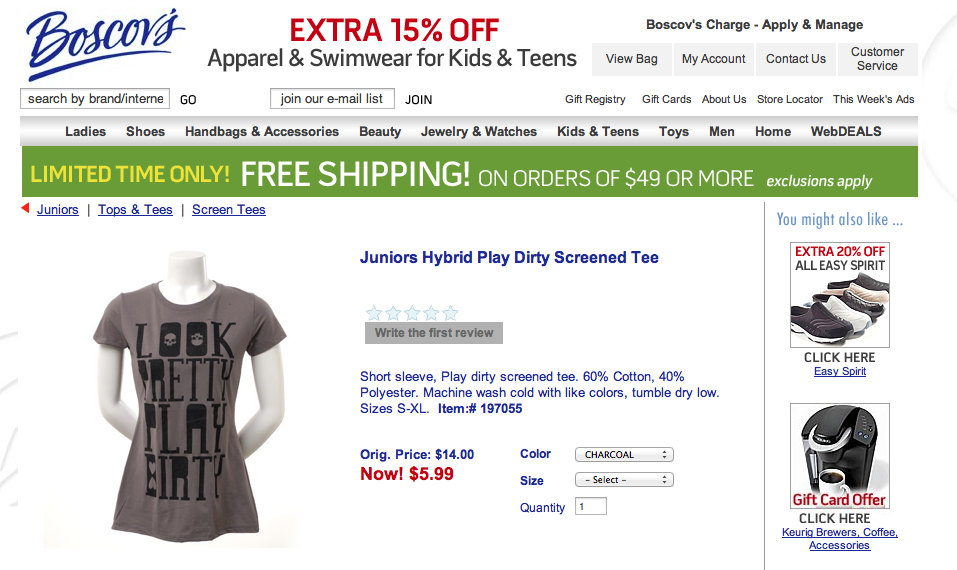 Boscov's
EXTRA 15% OFF
Apparel & Swimwear for Kids & Teens
Boscov's Charge - Apply & Manage
View Bag
My Account
Contact Us
Customer
Service
search by brand/interne
GO
join our e-mail list
JOIN
Gift Registry
Gift Cards
About Us
Store Locator
This Week's Ads
Ladies
Shoes
Handbags & Accessories
Beauty
Jewelry & Watches
Kids & Teens
Toys
Men
Home
WebDEALS
LIMITED TIME ONLY! FREE SHIPPING! ON ORDERS OF $49 OR MORE exclusions apply
Juniors | Tops & Tees | Screen Tees
LOOK
PRETTY
PLAY
DIRTY
Juniors Hybrid Play Dirty Screened Tee
Write the first review
Short sleeve, Play dirty screened tee. 60% Cotton, 40%
Polyester. Machine wash cold with like colors, tumble dry low.
Sizes S-XL. Item:# 197055
Orig. Price: $14.00
Now! $5.99
Color
CHARCOAL
Size
- Select -
Quantity
1
You might also like ...
EXTRA 20% OFF
ALL EASY SPIRIT
CLICK HERE
Easy Spirit
KEURIG
Gift Card Offer
CLICK HERE
Keurig Brewers, Coffee,
Accessories